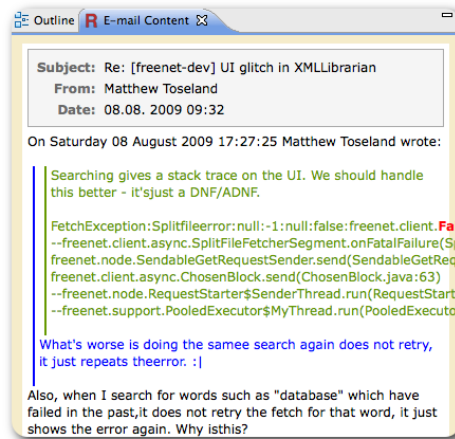 Outline R E-mail Content
Subject: Re: [freenet-dev] UI glitch in XMLLibrarian
From: Matthew Toseland
Date: 08.08. 2009 09:32
On Saturday 08 August 2009 17:27:25 Matthew Toseland wrote:
Searching gives a stack trace on the UI. We should handle
this better - it'sjust a DNF/ADNF.
FetchException:Splitfileerror:null:-1:null:false:freenet.client.Fa
--freenet.client.async.SplitFileFetcherSegment.onFatalFailure(Sp
freenet.node.SendableGetRequestSender.send(SendableGetReq
freenet.client.async.ChosenBlock.send(ChosenBlock.java:63)
--freenet.node.RequestStarter$SenderThread.run(RequestStart
--freenet.support.PooledExecutor$MyThread.run(PooledExecuto
What's worse is doing the samee search again does not retry,
it just repeats theerror. :|
Also, when I search for words such as "database" which have
failed in the past,it does not retry the fetch for that word, it just
shows the error again. Why isthis?